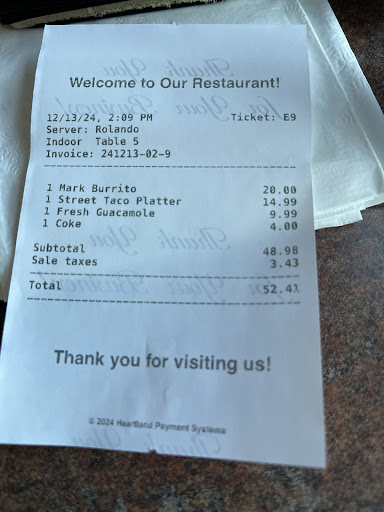 Welcome to Our Restaurant!
12/13/24, 2:09 PM Ticket: E9
Server: Rolando
Indoor Table 5
Invoice: 241213-02-9
1 Mark Burrito 20.00
1 Street Taco Platter 14.99
1 Fresh Guacamole 9.99
1 Coke 4.00
Subtotal 48.98
Sale taxes 3.43
Total 52.41
Thank you for visiting us!
© 2024 Heartland Payment Systems